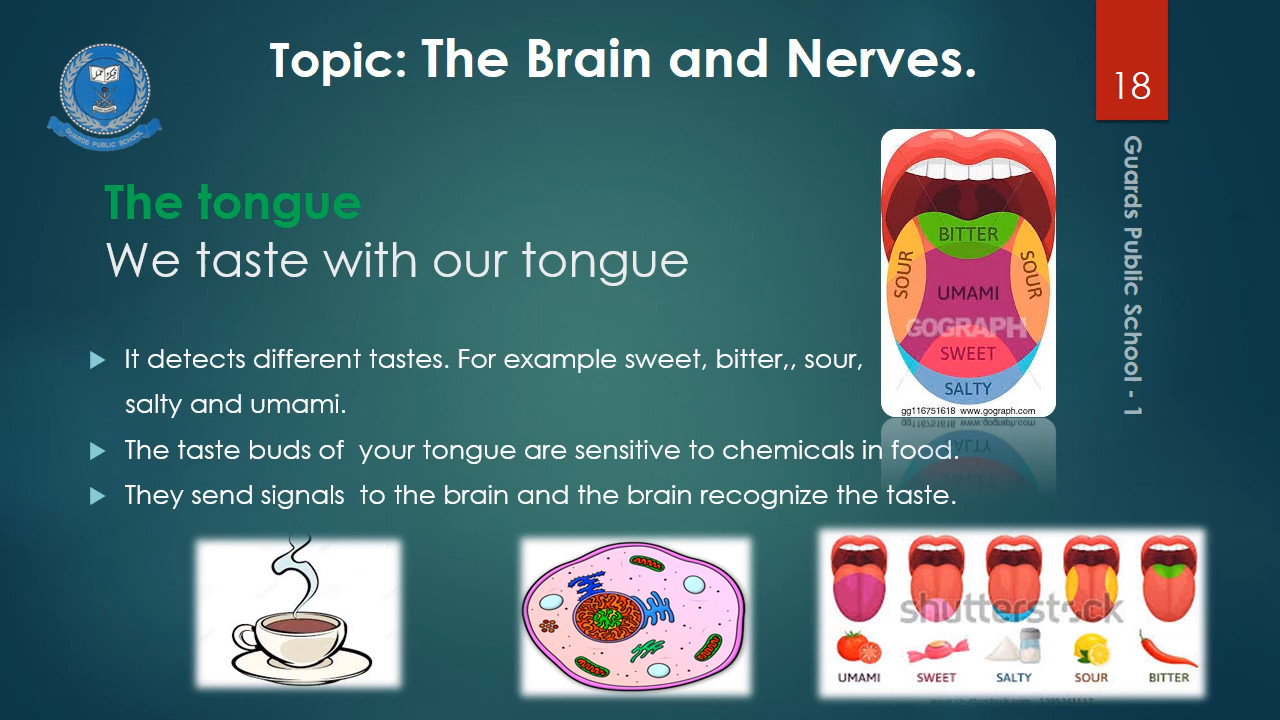 Topic: The Brain and Nerves.
18
GUARDS PUBLIC SCHOOL
Guards Public School - 1
The tongue
We taste with our tongue
It detects different tastes. For example sweet, bitter,, sour,
salty and umami.
The taste buds of  your tongue are sensitive to chemicals in food.
They send signals  to the brain and the brain recognize the taste.
BITTER
SOUR
SOUR
UMAMI
GOGRAPH
SWEET
SALTY
gg116751618 www.gograph.com
shutterstock
UMAMI SWEET SALTY SOUR BITTER